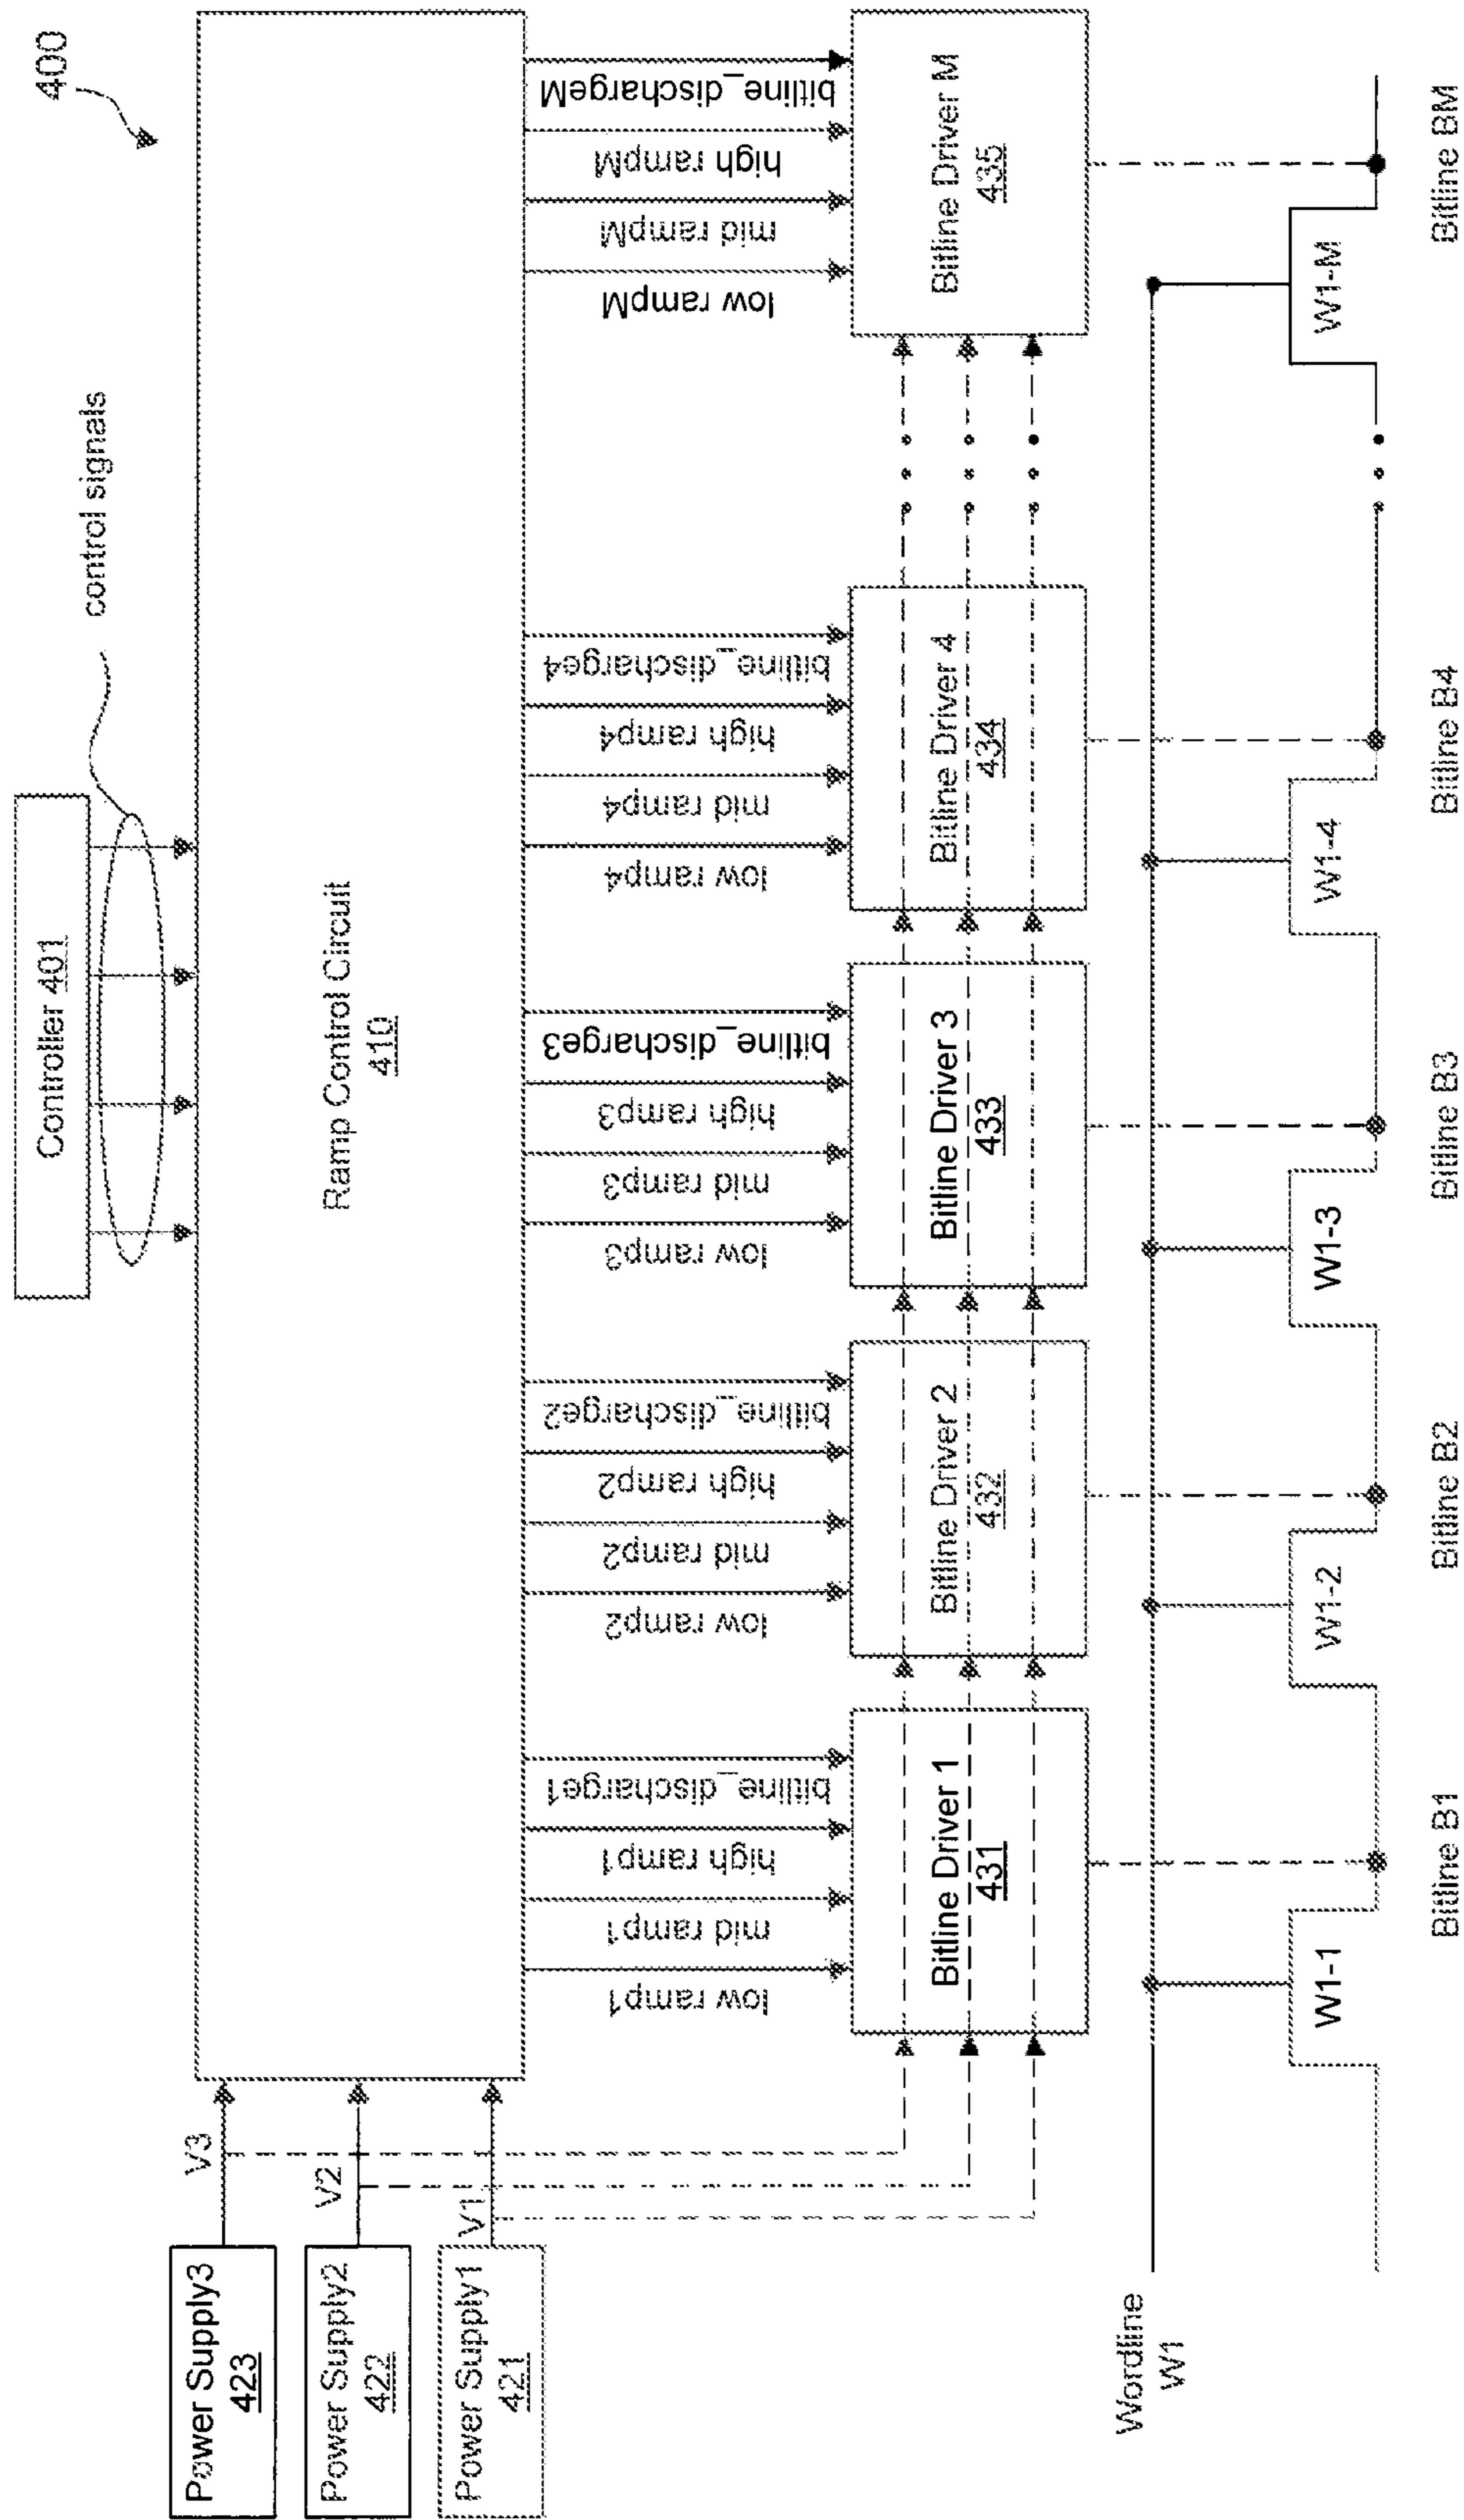 400
Controller 401
control signals
Ramp Control Circuit
410
Power Supply3
423
V3
Power Supply2
422
V2
Power Supply1
421
V1
low ramp1
mid ramp1
high ramp1
bitline_discharge1
low ramp2
mid ramp2
high ramp2
bitline_discharge2
low ramp3
mid ramp3
high ramp3
bitline_discharge3
low ramp4
mid ramp4
high ramp4
bitline_discharge4
low rampM
mid rampM
high rampM
bitline_dischargeM
Bitline Driver 1
431
Bitline Driver 2
432
Bitline Driver 3
433
Bitline Driver 4
434
Bitline Driver M
435
Wordline
W1
W1-1
W1-2
W1-3
W1-4
W1-M
Bitline B1
Bitline B2
Bitline B3
Bitline B4
Bitline BM